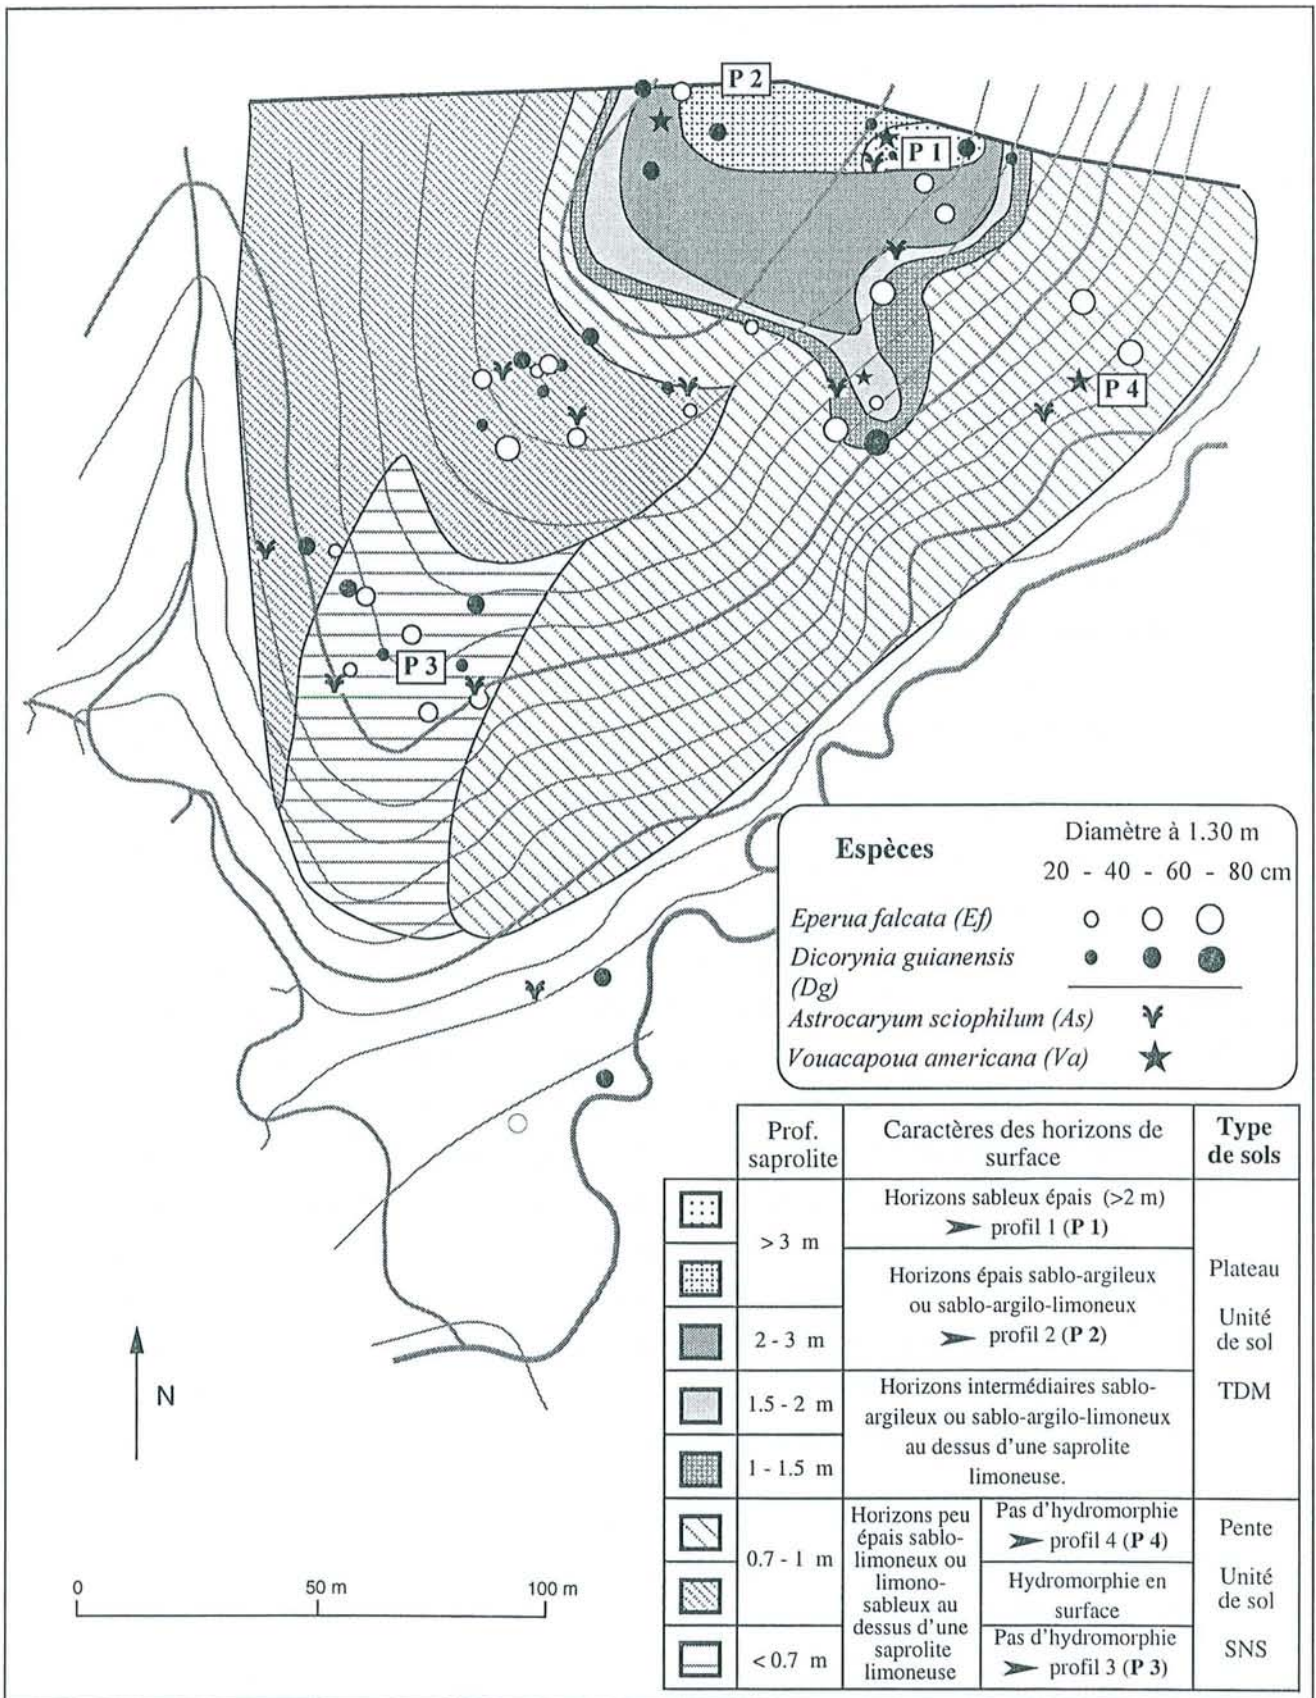 P 2
P 1
P 4
P 3
Espèces
Diamètre à 1.30 m
20 - 40 - 60 - 80 cm
Eperua falcata (Ef)
Dicorynia guianensis
(Dg)
Astrocaryum sciophilum (As)
Vouacapoua americana (Va)
Prof.
saprolite
Caractères des horizons de
surface
Type
de sols
> 3 m
Horizons sableux épais (>2 m)
profil 1 (P 1)
Horizons épais sablo-argileux
ou sablo-argilo-limoneux
profil 2 (P 2)
2 - 3 m
Plateau
Unité
de sol
TDM
1.5 - 2 m
1 - 1.5 m
Horizons intermédiaires sablo-
argileux ou sablo-argilo-limoneux
au dessus d'une saprolite
limoneuse.
0.7 - 1 m
< 0.7 m
Horizons peu
épais sablo-
limoneux ou
limono-
sableux au
dessus d'une
saprolite
limoneuse
Pas d'hydromorphie
profil 4 (P 4)
Hydromorphie en
surface
Pas d'hydromorphie
profil 3 (P 3)
Pente
Unité
de sol
SNS
N
0 50 m 100 m